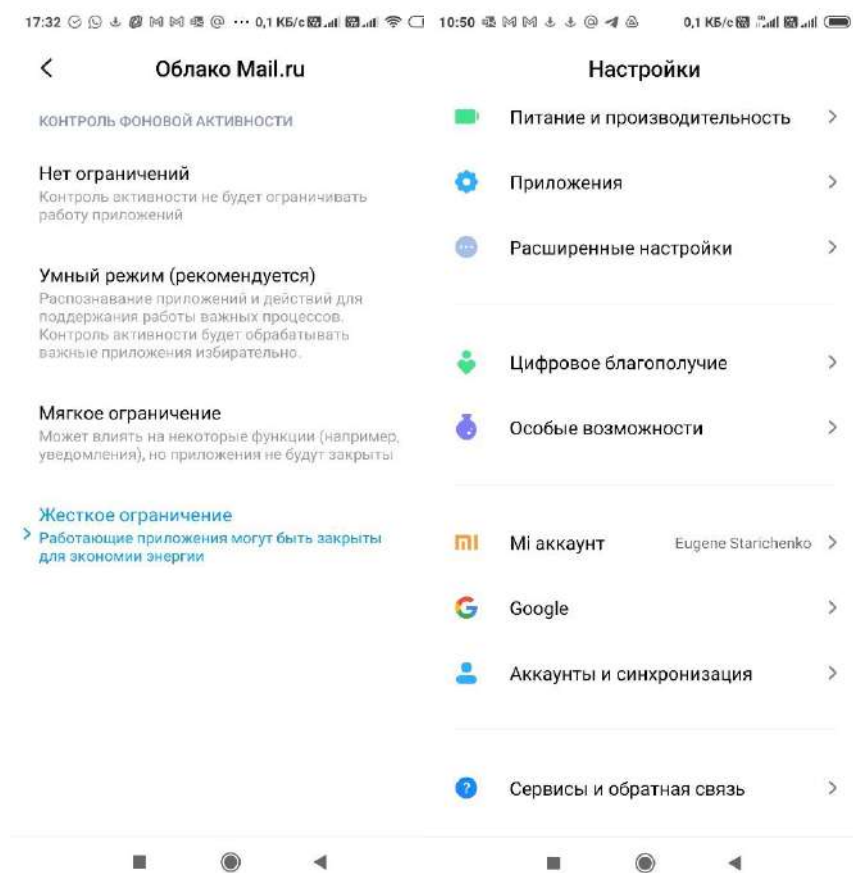 17:32 ... 0,1 КБ/с
Облако Mail.ru
КОНТРОЛЬ ФОНОВОЙ АКТИВНОСТИ
Нет ограничений
Контроль активности не будет ограничивать
работу приложений
Умный режим (рекомендуется)
Распознавание приложений и действий для
поддержания работы важных процессов.
Контроль активности будет обрабатывать
важные приложения избирательно.
Мягкое ограничение
Может влиять на некоторые функции (например,
уведомления), но приложения не будут закрыты
Жесткое ограничение
Работающие приложения могут быть закрыты
для экономии энергии
10:50 0,1 КБ/с
Настройки
Питание и производительность
Приложения
Расширенные настройки
Цифровое благополучие
Особые возможности
Mi аккаунт Eugene Starichenko
Google
Аккаунты и синхронизация
Сервисы и обратная связь